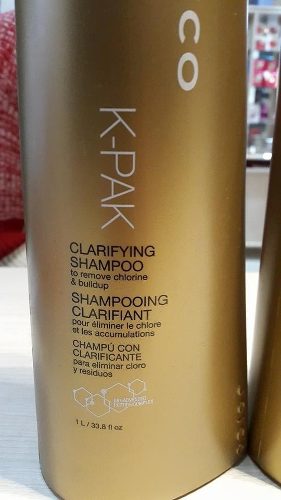 CO
K-PAK
CLARIFYING
SHAMPOO
to remove chlorine
& buildup
SHAMPOOING
CLARIFIANT
pour éliminer le chlore
et les accumulations
CHAMPÚ CON
CLARIFICANTE
para eliminar cloro
y residuos
1 L / 33.8 fl oz